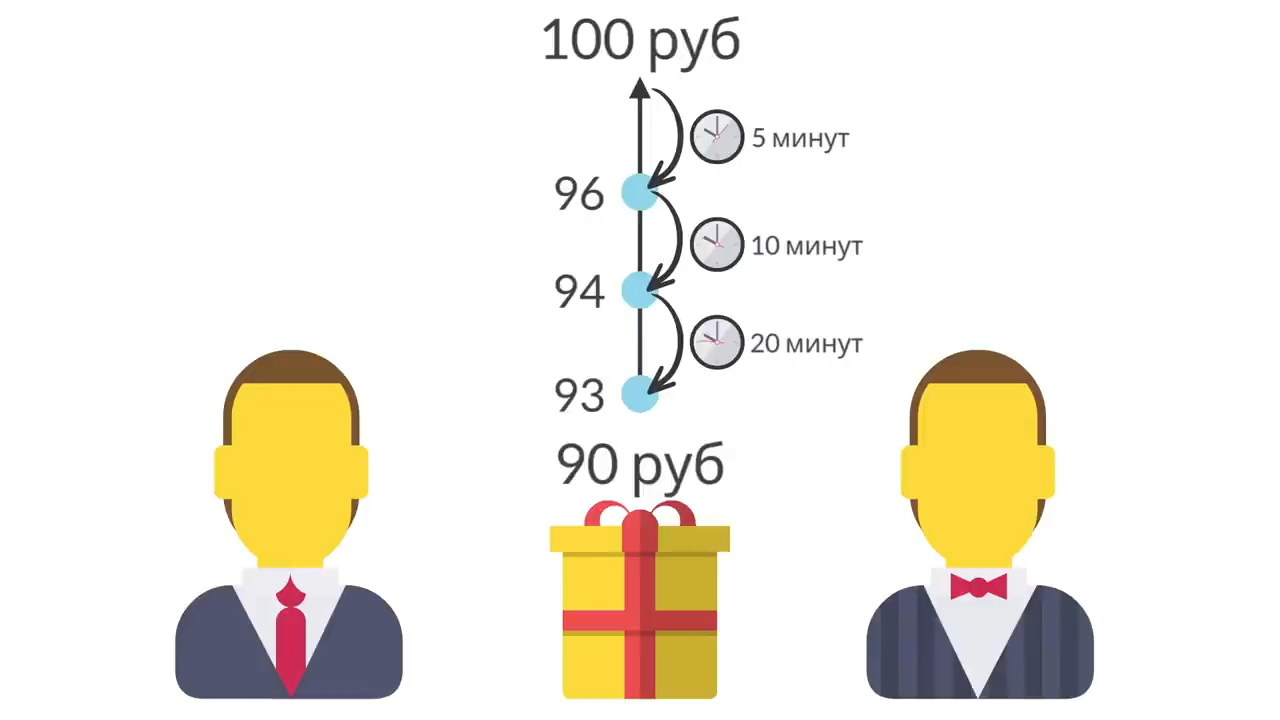 100 руб
5 минут
96
10 минут
94
20 минут
93
90 руб